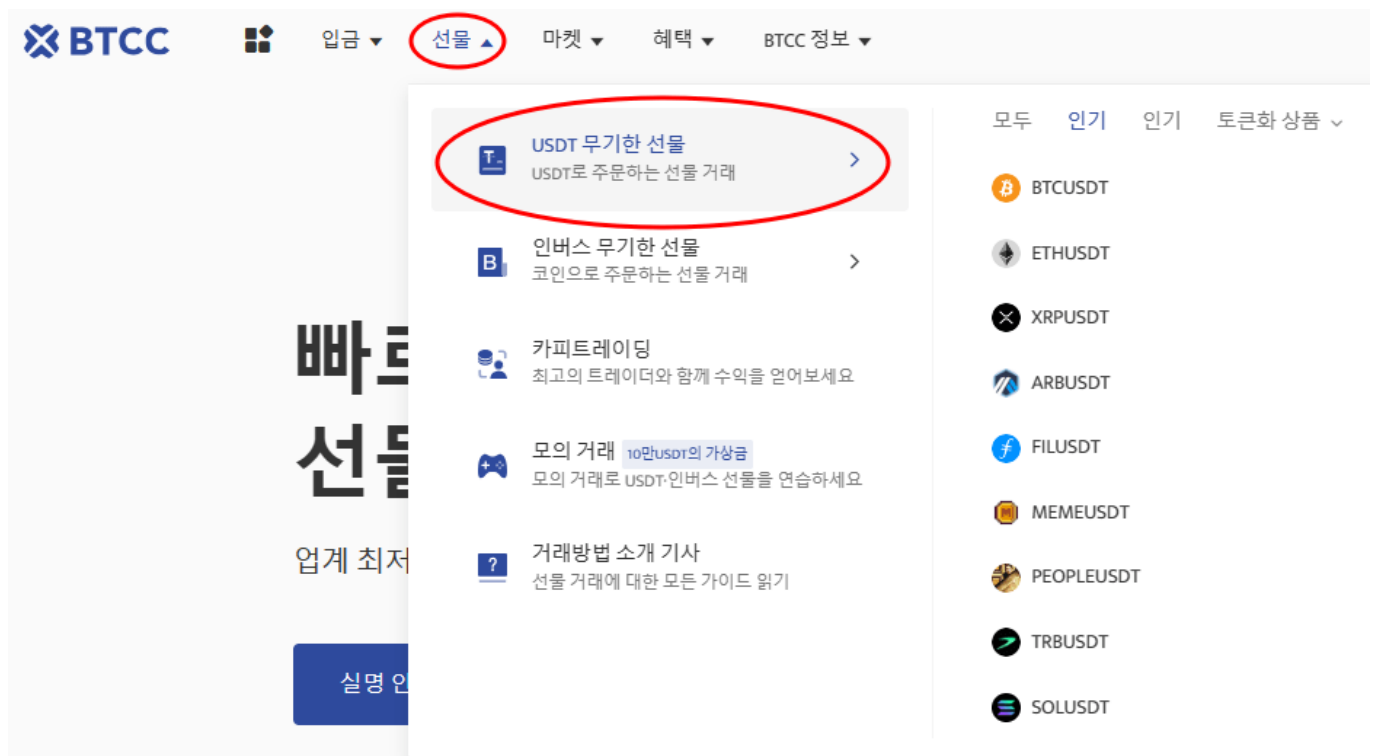 BTCC
입금 ▼
선물 ▲
마켓 ▼
혜택 ▼
BTCC 정보 ▼
USDT 무기한 선물
USDT로 주문하는 선물 거래
인버스 무기한 선물
코인으로 주문하는 선물 거래
카피트레이딩
최고의 트레이더와 함께 수익을 얻어보세요
모의 거래 10만USDT의 가상금
모의 거래로 USDT·인버스 선물을 연습하세요
거래방법 소개 기사
선물 거래에 대한 모든 가이드 읽기
모두 인기 인기 토큰화 상품
BTCUSDT
ETHUSDT
XRPUSDT
ARBUSDT
FILUSDT
MEMEUSDT
PEOPLEUSDT
TRBUSDT
SOLUSDT
빠르
선물
업계 최저
실명 인